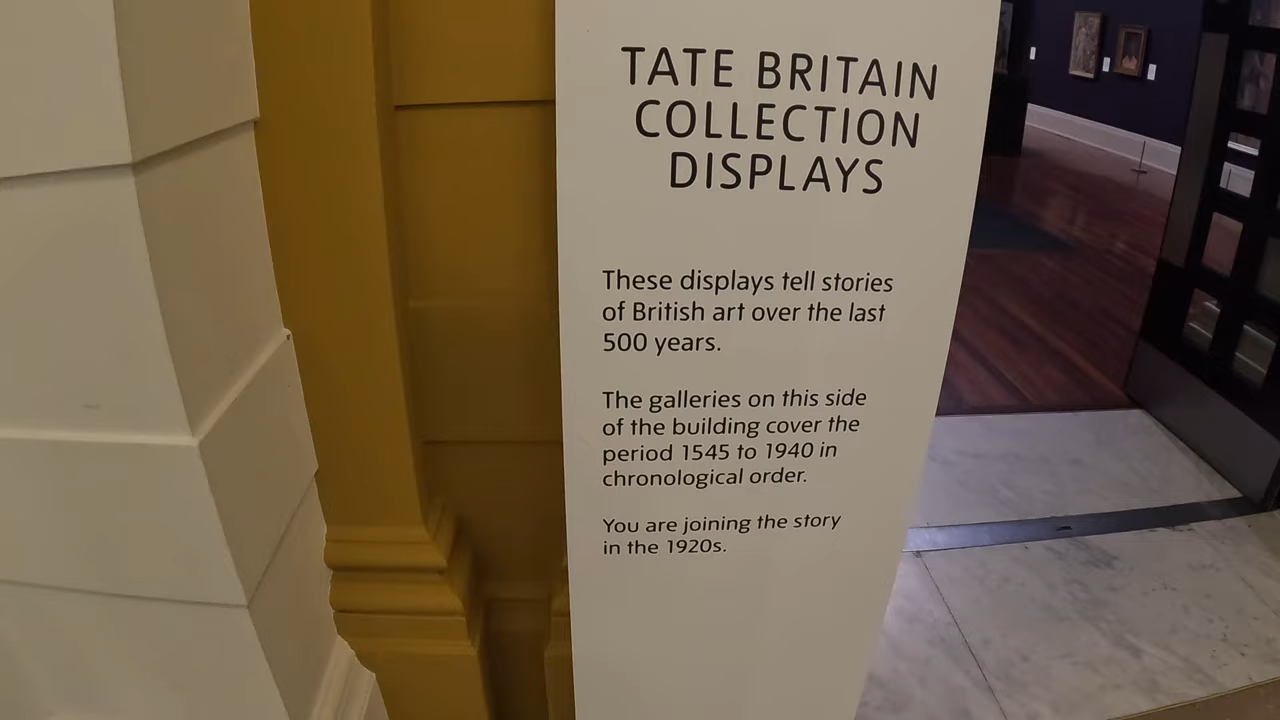 TATE BRITAIN
COLLECTION
DISPLAYS
These displays tell stories
of British art over the last
500 years.
The galleries on this side
of the building cover the
period 1545 to 1940 in
chronological order.
You are joining the story
in the 1920s.